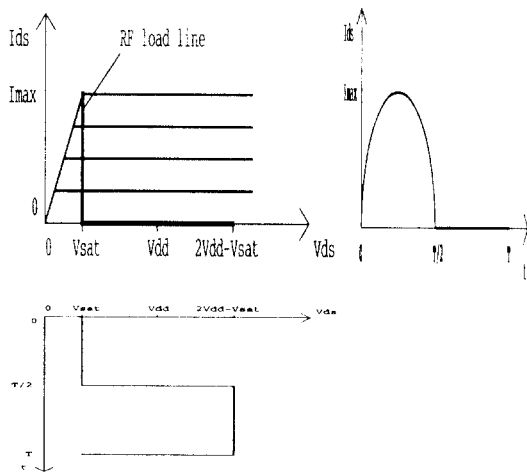 Ids
RF load line
Imax
0
0 Vsat Vdd 2Vdd-Vsat Vds
Ids
Imax
0 T/2 T
t
0 Vsat Vdd 2Vdd-Vsat Vds
0
T/2
T
t